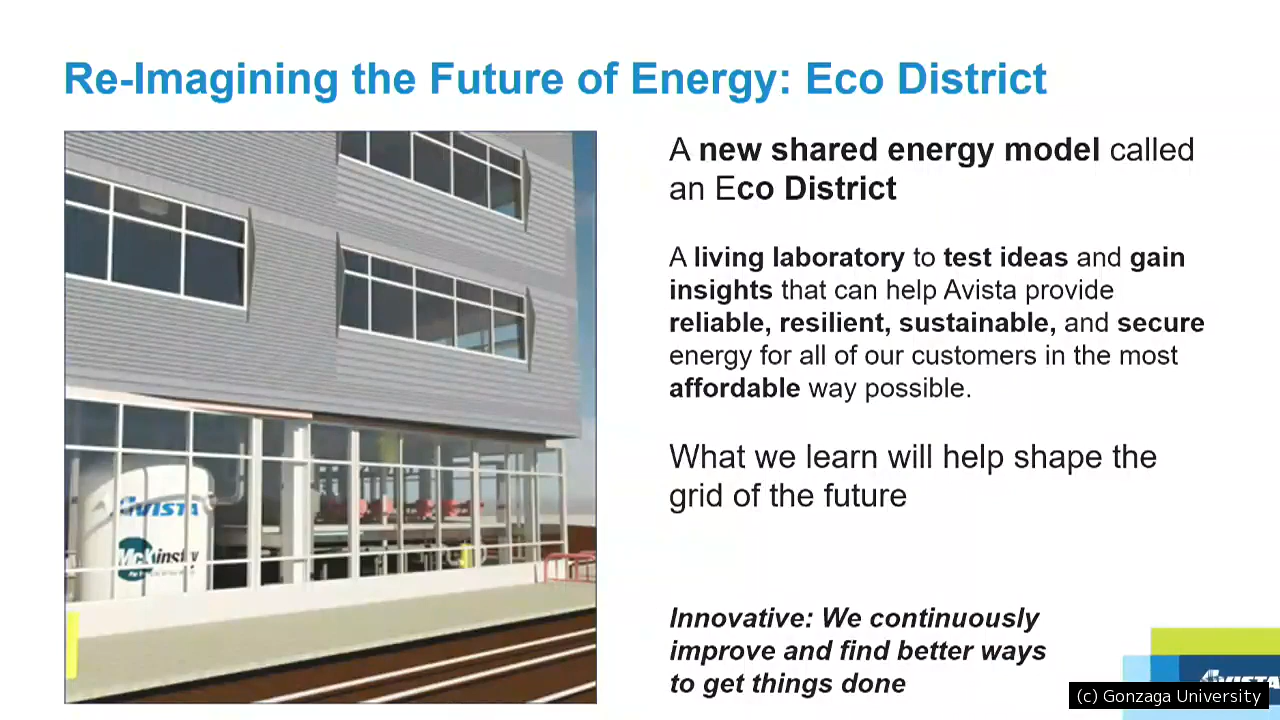 Re-Imagining the Future of Energy: Eco District
A new shared energy model called
an Eco District
A living laboratory to test ideas and gain
insights that can help Avista provide
reliable, resilient, sustainable, and secure
energy for all of our customers in the most
affordable way possible.
What we learn will help shape the
grid of the future
AVISTA
McKinstry
Innovative: We continuously
improve and find better ways
to get things done
AVISTA
(c) Gonzaga University